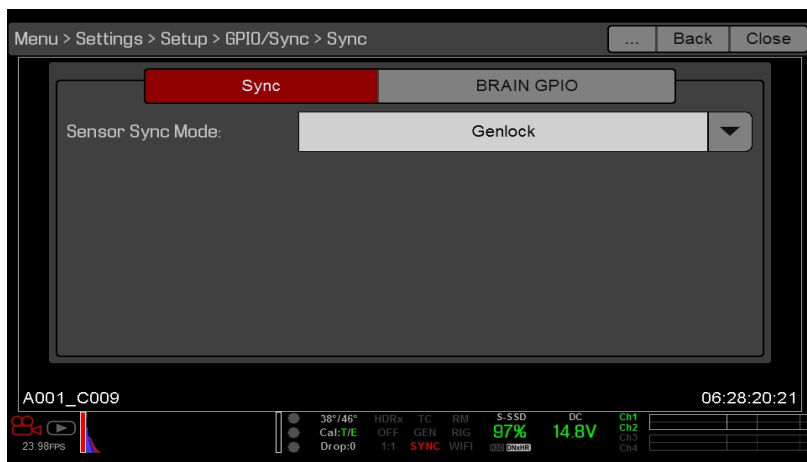 Menu > Settings > Setup > GPIO/Sync > Sync
... Back Close
Sync BRAIN GPIO
Sensor Sync Mode: Genlock
A001_C009 06:28:20:21
38°/46° HDRx TC RM S-SSD DC Ch1
Cal:T/E OFF GEN RIG 97% 14.8V Ch2
23.98FPS Drop:0 1:1 SYNC WIFI DNxHR Ch3
Ch4